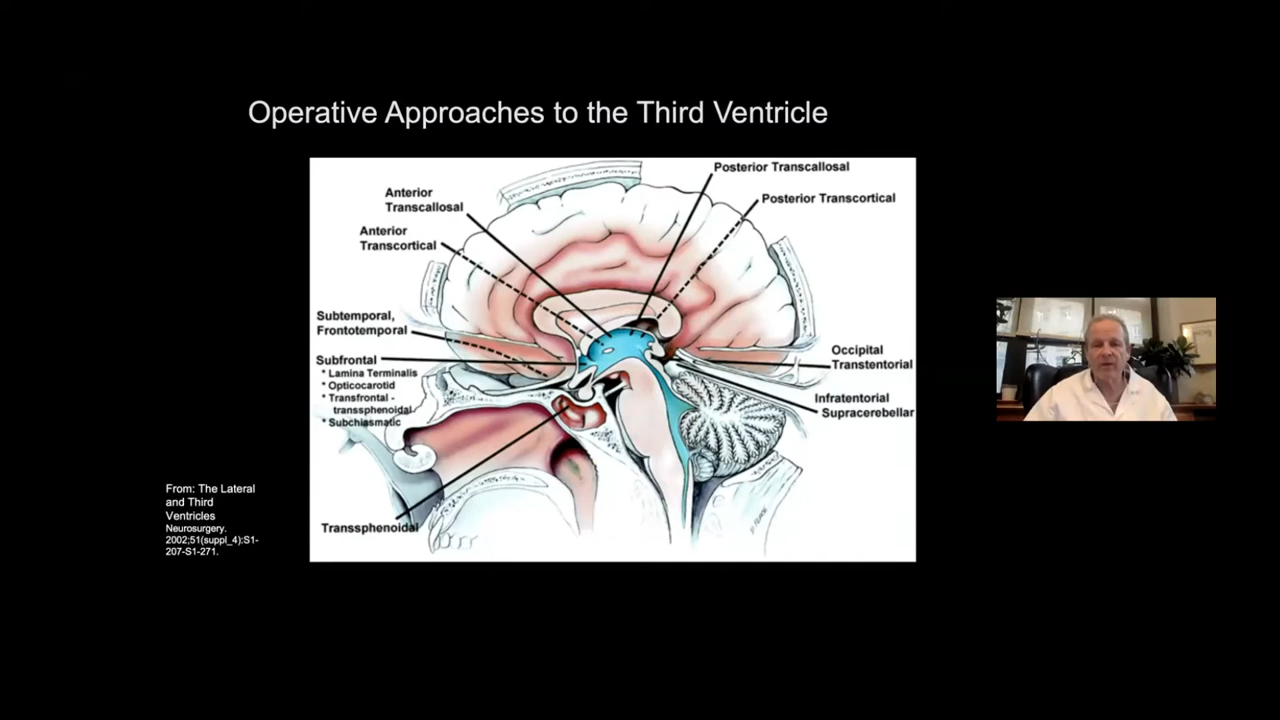 Operative Approaches to the Third Ventricle
Posterior Transcallosal
Anterior
Transcallosal
Posterior Transcortical
Anterior
Transcortical
Subtemporal,
Frontotemporal
Subfrontal
* Lamina Terminalis
* Opticocarotid
* Transfrontal -
transsphenoidal
* Subchiasmatic
Occipital
Transtentorial
Infratentorial
Supracerebellar
Transsphenoidal
From: The Lateral
and Third
Ventricles
Neurosurgery.
2002;51(suppl_4):S1-
207-S1-271.